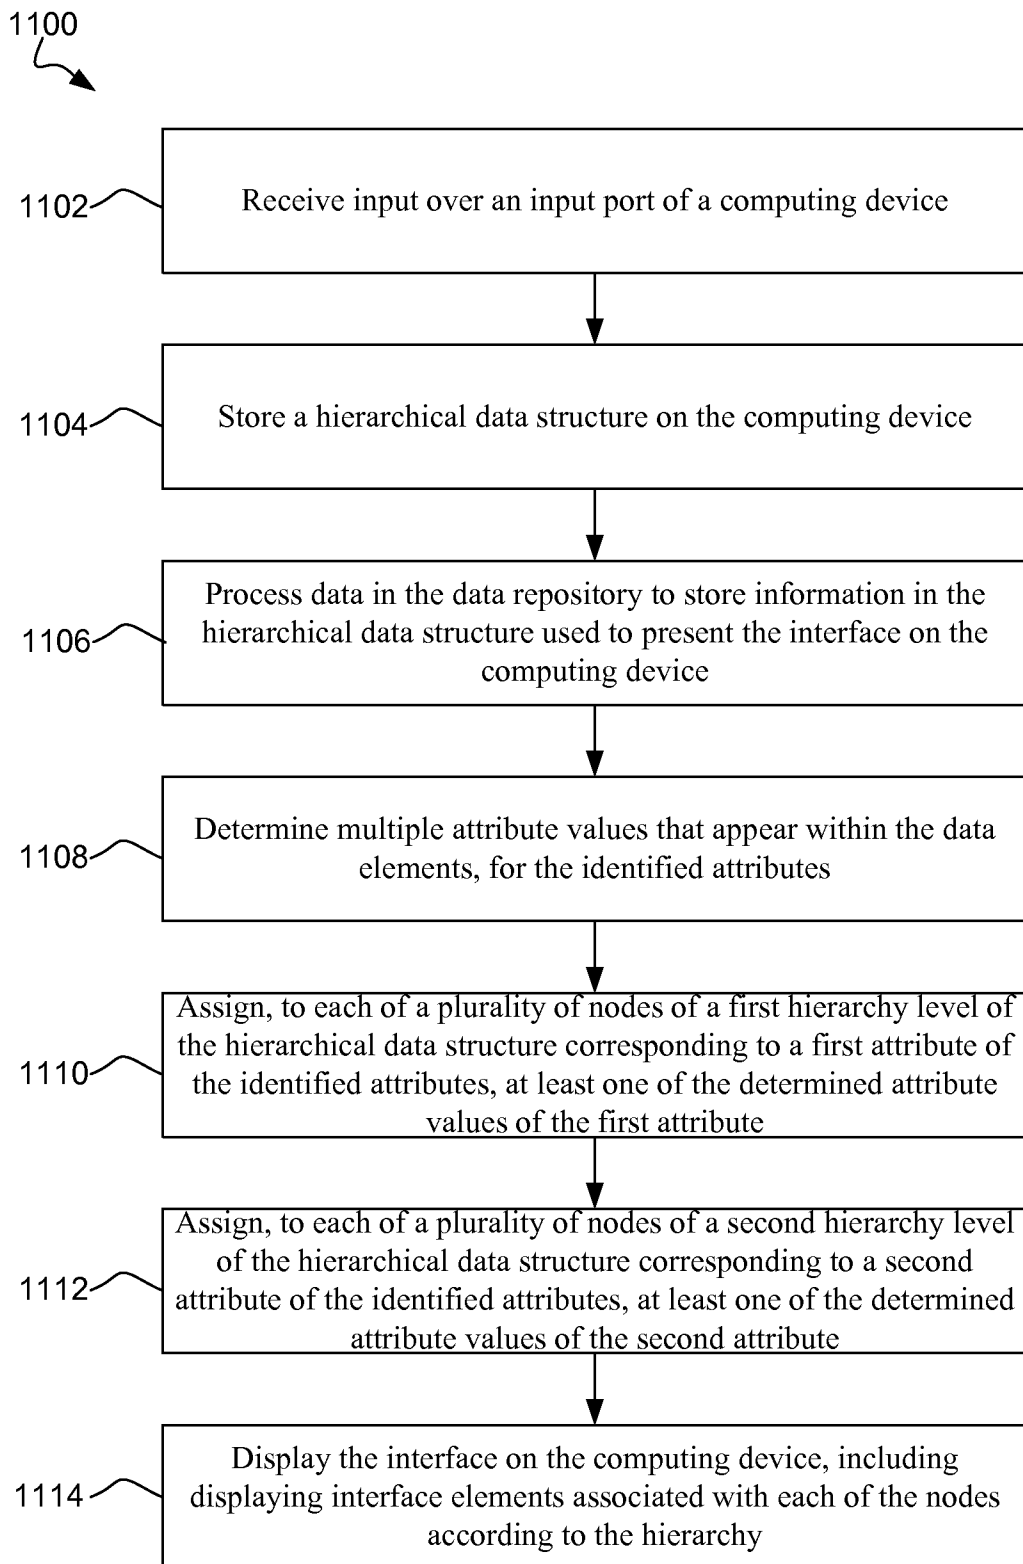 1100
1102
Receive input over an input port of a computing device
1104
Store a hierarchical data structure on the computing device
1106
Process data in the data repository to store information in the
hierarchical data structure used to present the interface on the
computing device
1108
Determine multiple attribute values that appear within the data
elements, for the identified attributes
1110
Assign, to each of a plurality of nodes of a first hierarchy level of
the hierarchical data structure corresponding to a first attribute of
the identified attributes, at least one of the determined attribute
values of the first attribute
1112
Assign, to each of a plurality of nodes of a second hierarchy level
of the hierarchical data structure corresponding to a second
attribute of the identified attributes, at least one of the determined
attribute values of the second attribute
1114
Display the interface on the computing device, including
displaying interface elements associated with each of the nodes
according to the hierarchy